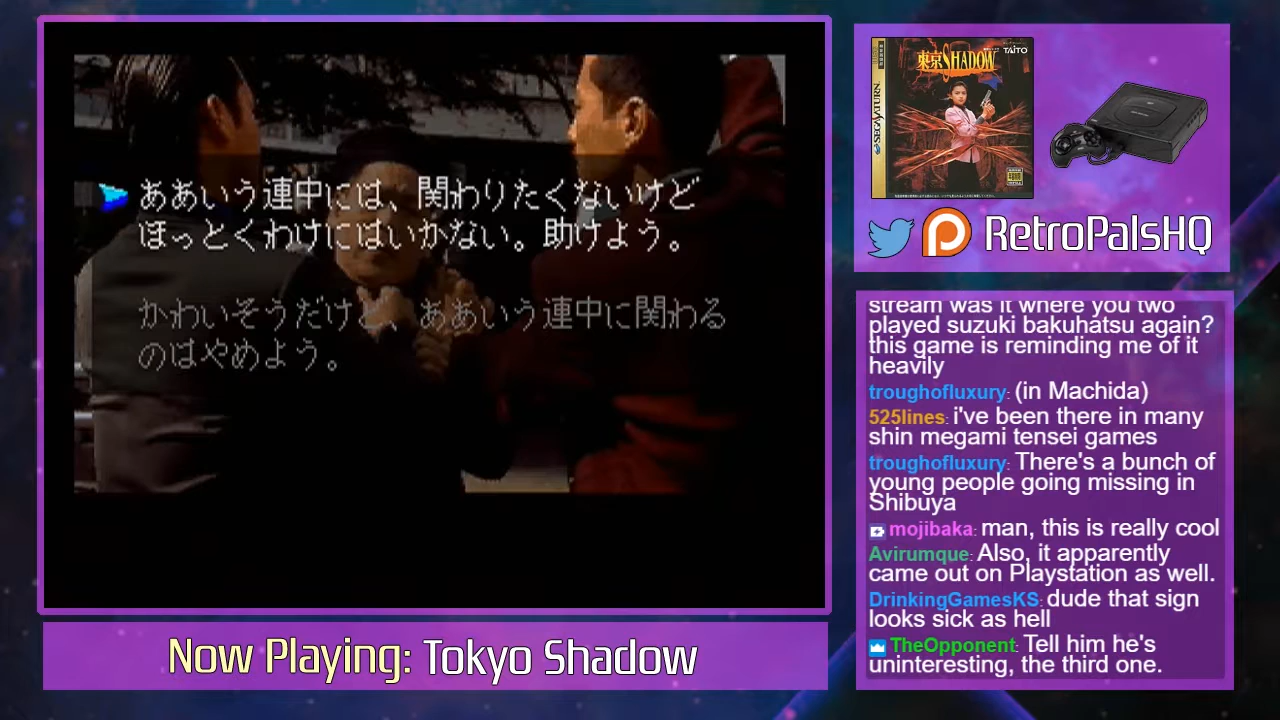 ああいう連中には、関わりたくないけど
ほっとくわけにはいかない。助けよう。
かわいそうだけど、ああいう連中に関わる
のはやめよう。
Now Playing: Tokyo Shadow
TAITO
東京SHADOW
SEGA SATURN
RetroPalsHQ
stream was it where you two
played suzuki bakuhatsu again?
this game is reminding me of it
heavily
troughofluxury: (in Machida)
525lines: i've been there in many
shin megami tensei games
troughofluxury: There's a bunch of
young people going missing in
Shibuya
mojibaka: man, this is really cool
Avirumque: Also, it apparently
came out on Playstation as well.
DrinkingGamesKS: dude that sign
looks sick as hell
TheOpponent: Tell him he's
uninteresting, the third one.